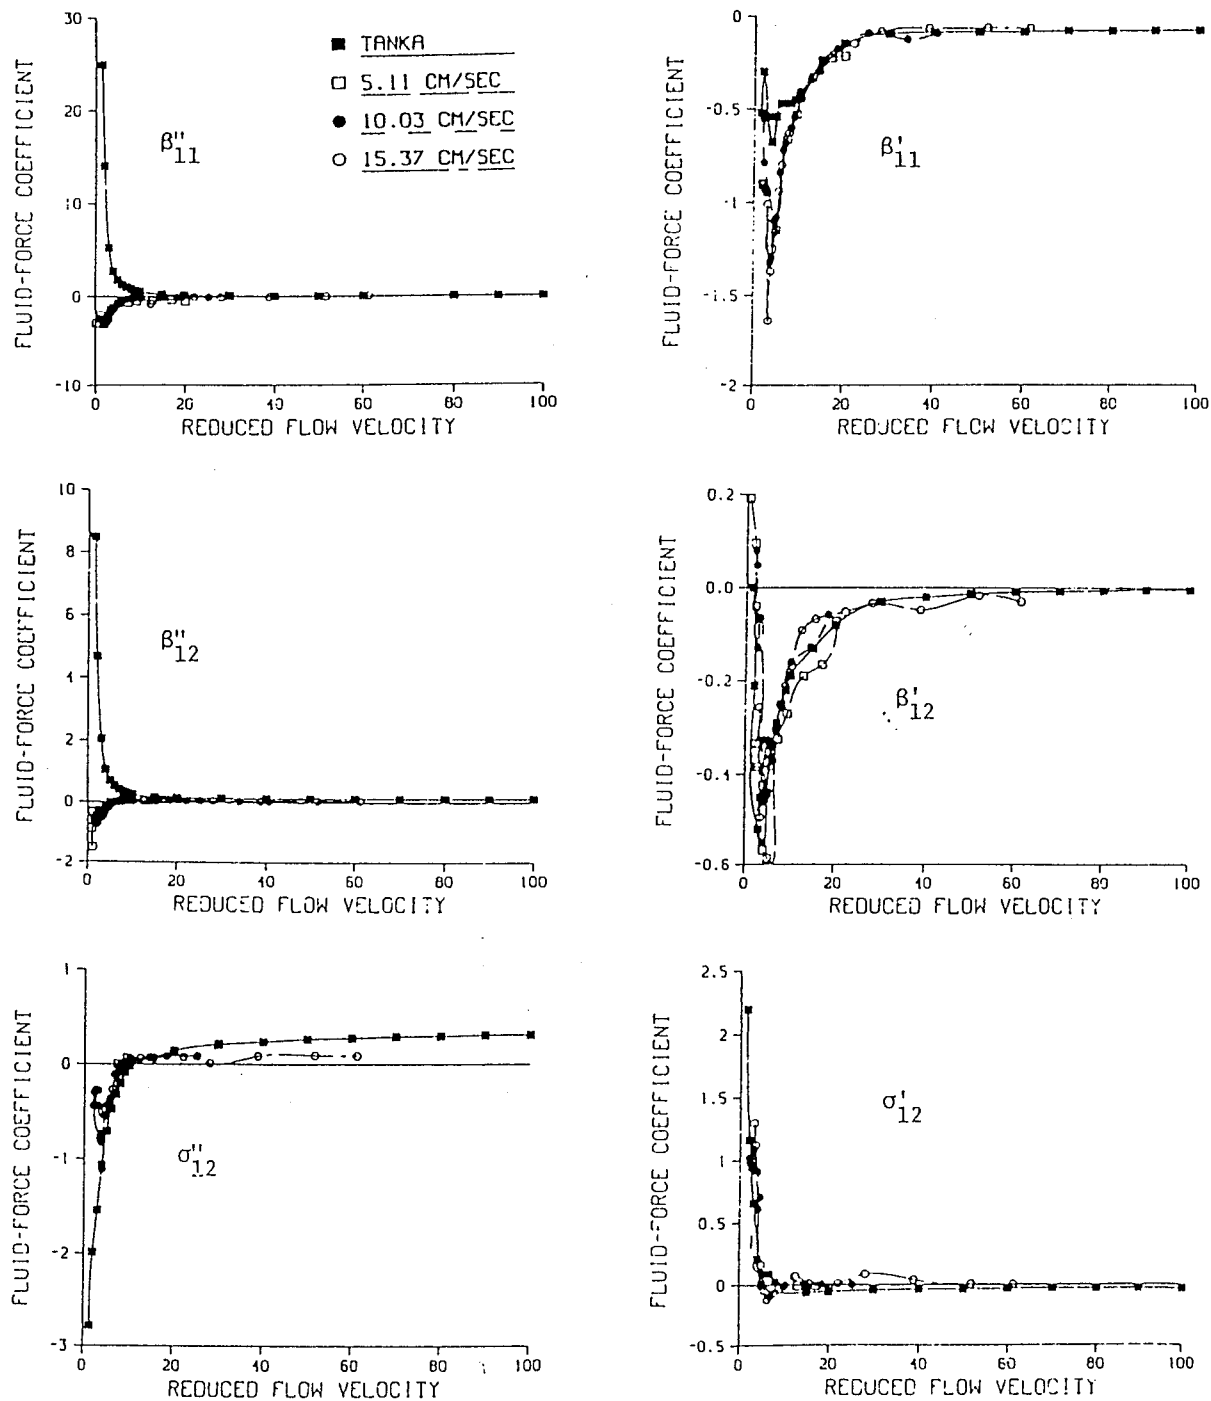 30
20
10
0
-10
FLUID-FORCE COEFFICIENT
■ TANKA
□ 5.11 CM/SEC
● 10.03 CM/SEC
○ 15.37 CM/SEC
β''11
0 20 40 60 80 100
REDUCED FLOW VELOCITY
0
-0.5
-1
-1.5
-2
FLUID-FORCE COEFFICIENT
β'11
0 20 40 60 80 100
REDUCED FLOW VELOCITY
10
8
6
4
2
0
-2
FLUID-FORCE COEFFICIENT
β''12
0 20 40 60 80 100
REDUCED FLOW VELOCITY
0.2
0.0
-0.2
-0.4
-0.6
FLUID-FORCE COEFFICIENT
β'12
0 20 40 60 80 100
REDUCED FLOW VELOCITY
1
0
-1
-2
-3
FLUID-FORCE COEFFICIENT
σ''12
0 20 40 60 80 100
REDUCED FLOW VELOCITY
2.5
2
1.5
1
0.5
0
-0.5
FLUID-FORCE COEFFICIENT
σ'12
0 20 40 60 80 100
REDUCED FLOW VELOCITY